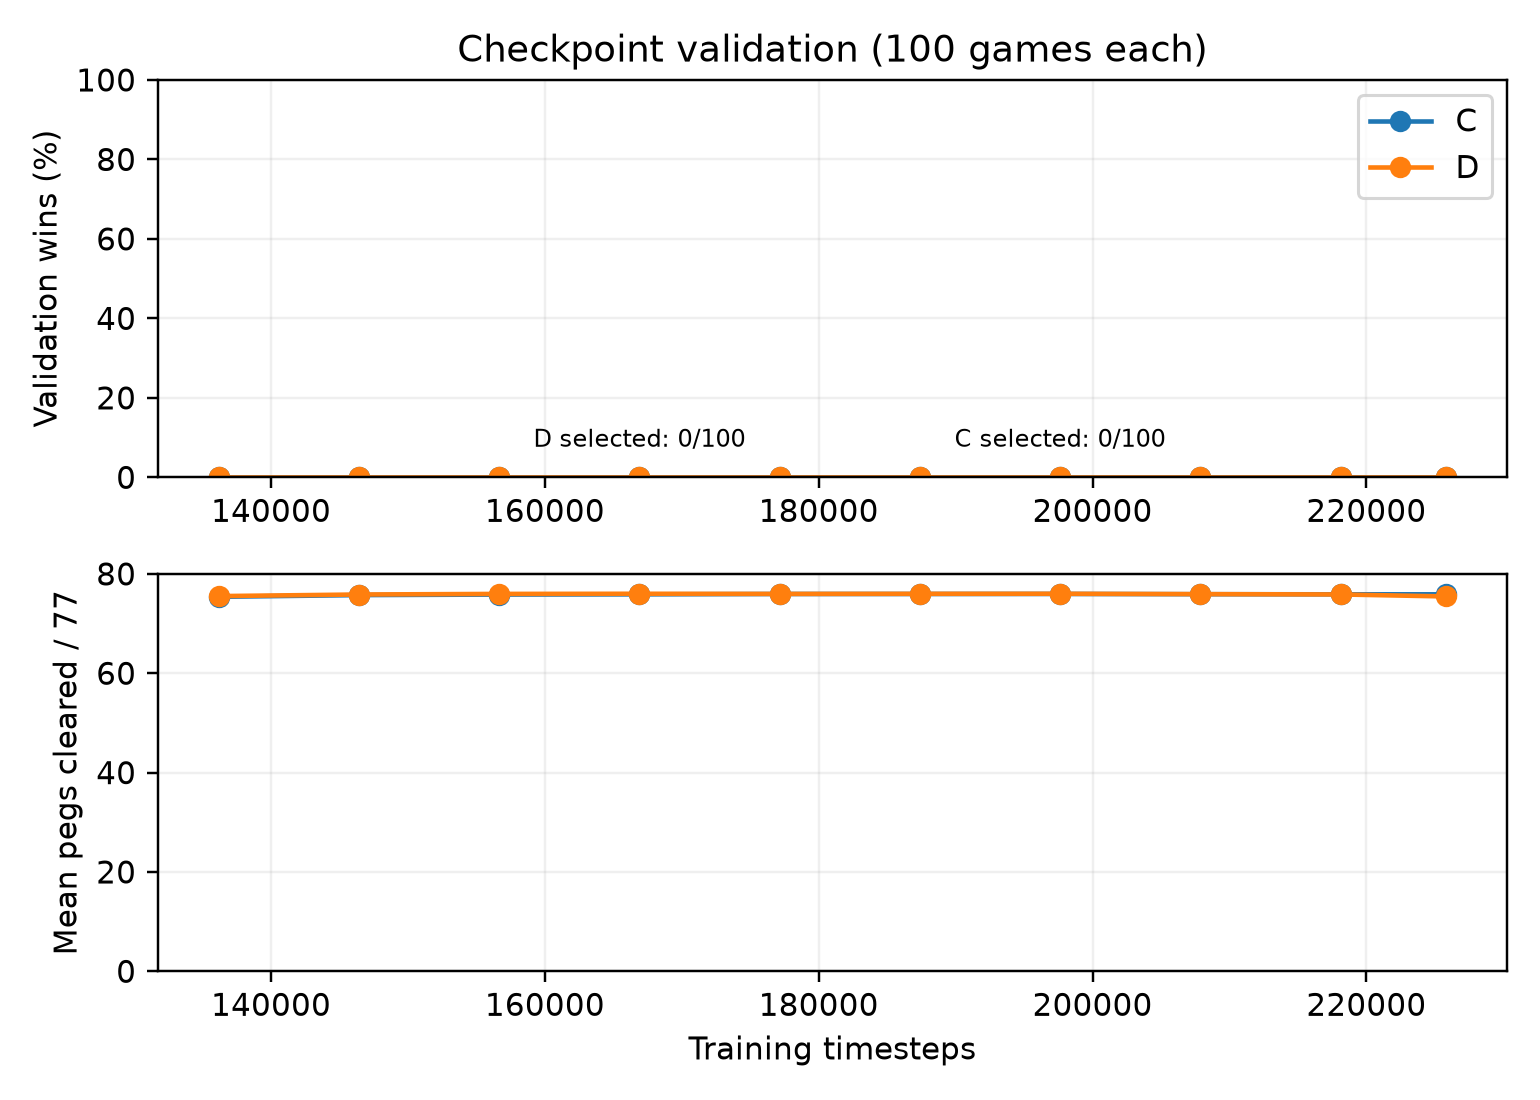 Checkpoint validation (100 games each)
Validation wins (%)
100
80
60
40
20
0
C
D
D selected: 0/100
C selected: 0/100
140000
160000
180000
200000
220000
Mean pegs cleared / 77
80
60
40
20
0
140000
160000
180000
200000
220000
Training timesteps